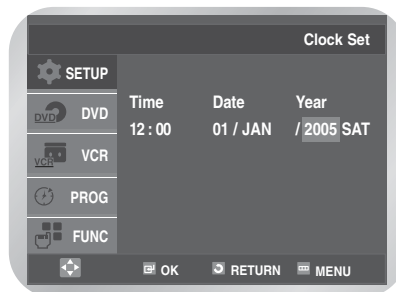 Clock Set
SETUP
DVD DVD
VCR VCR
PROG
FUNC
Time Date Year
12 : 00 01 / JAN / 2005 SAT
OK RETURN MENU